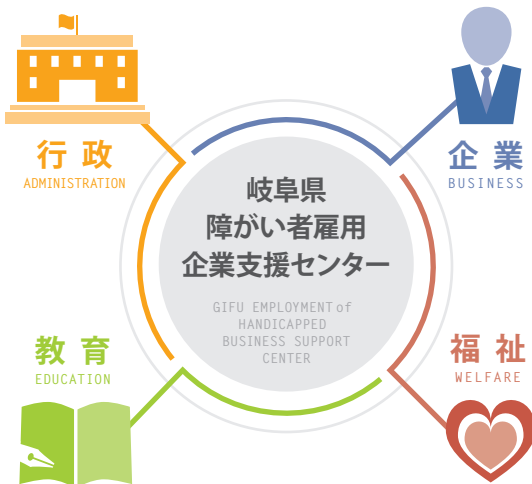 行政
ADMINISTRATION
企業
BUSINESS
岐阜県
障がい者雇用
企業支援センター
GIFU EMPLOYMENT of
HANDICAPPED
BUSINESS SUPPORT
CENTER
教育
EDUCATION
福祉
WELFARE